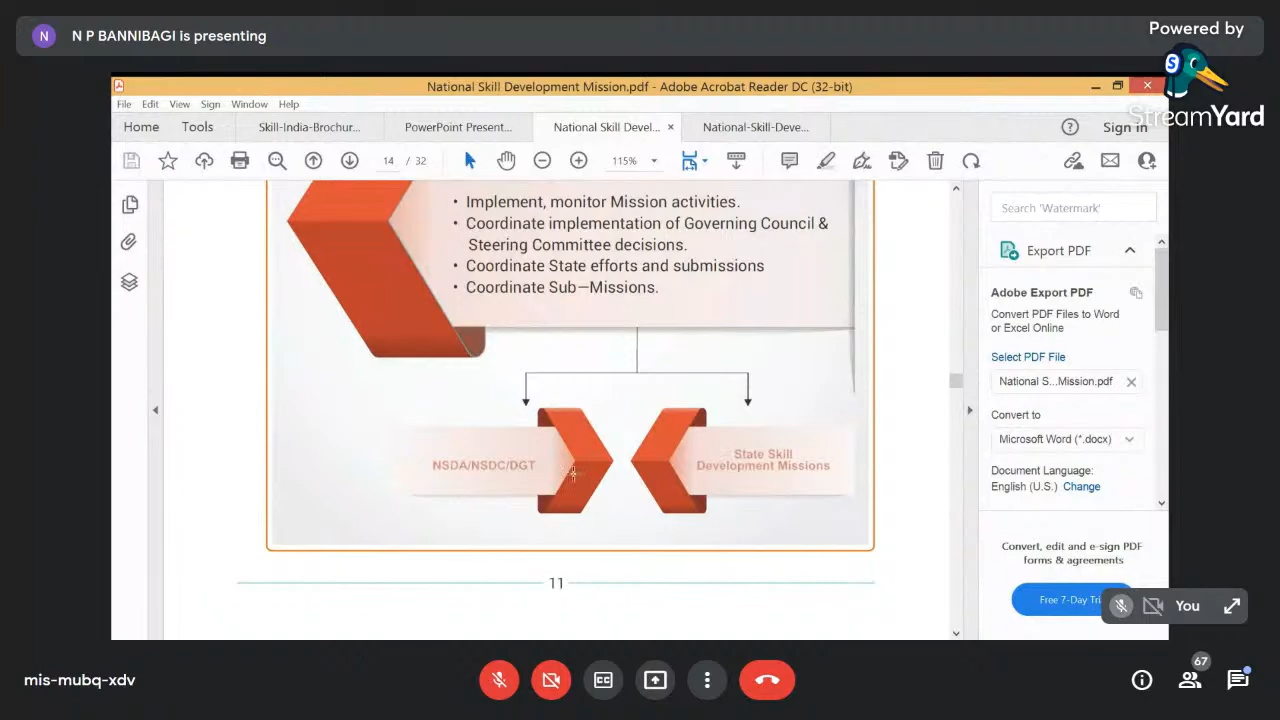 N N P BANNIBAGI is presenting
Powered by
StreamYard
National Skill Development Mission.pdf - Adobe Acrobat Reader DC (32-bit)
File Edit View Sign Window Help
Home Tools Skill-India-Brochur... PowerPoint Present... National Skill Devel... × National-Skill-Deve... Sign In
14 / 32 115%
• Implement, monitor Mission activities.
• Coordinate implementation of Governing Council &
Steering Committee decisions.
• Coordinate State efforts and submissions
• Coordinate Sub–Missions.
NSDA/NSDC/DGT
State Skill
Development Missions
11
Search 'Watermark'
Export PDF
Adobe Export PDF
Convert PDF Files to Word
or Excel Online
Select PDF File
National S...Mission.pdf
Convert to
Microsoft Word (*.docx)
Document Language:
English (U.S.) Change
Convert, edit and e-sign PDF
forms & agreements
Free 7-Day
You
mis-mubq-xdv
CC
67